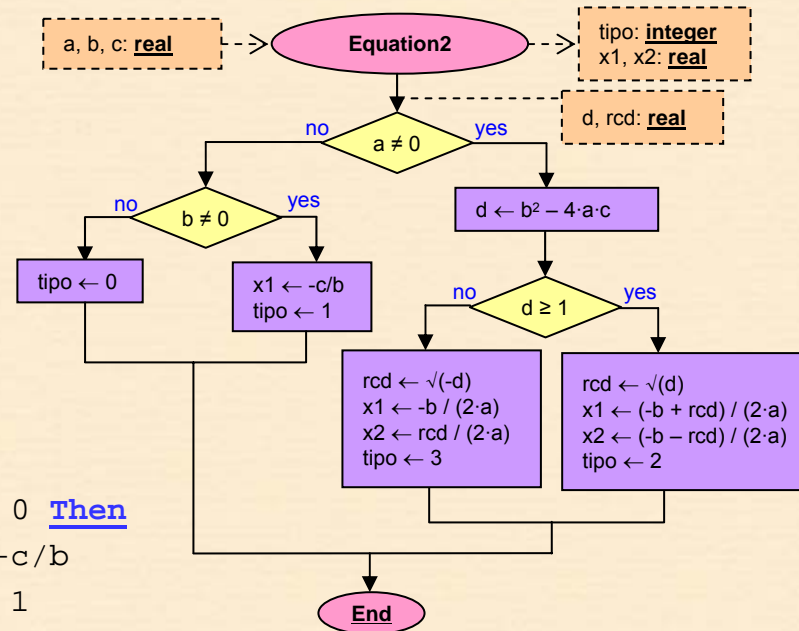 a, b, c: real
Equation2
tipo: integer
x1, x2: real
d, rcd: real
no
a ≠ 0
yes
no
b ≠ 0
yes
d ← b² – 4·a·c
tipo ← 0
x1 ← -c/b
tipo ← 1
no
d ≥ 1
yes
rcd ← √(-d)
x1 ← -b / (2·a)
x2 ← rcd / (2·a)
tipo ← 3
rcd ← √(d)
x1 ← (-b + rcd) / (2·a)
x2 ← (-b – rcd) / (2·a)
tipo ← 2
0 Then
-c/b
1
End